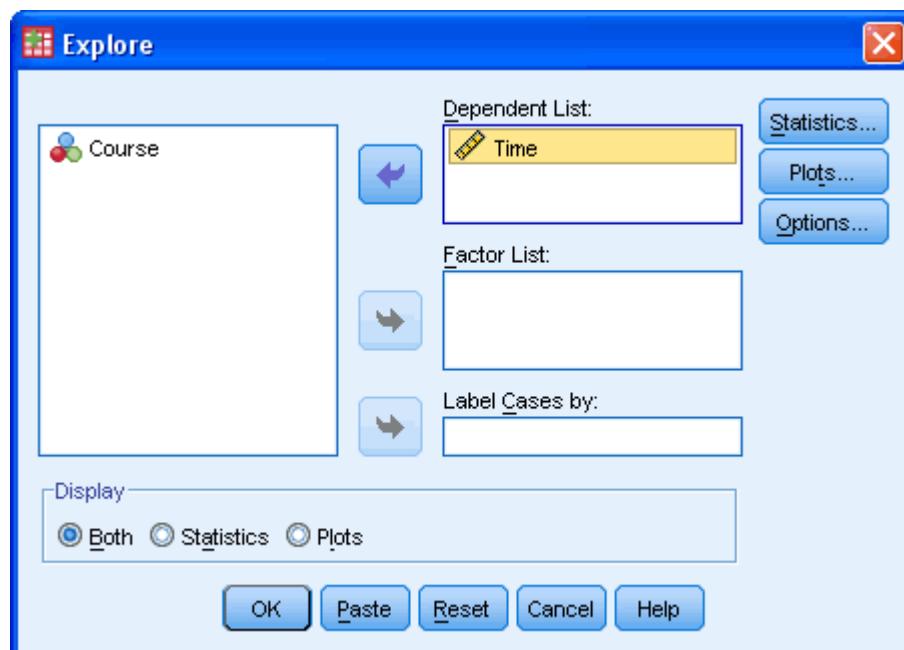 Explore
Course
Dependent List:
Time
Statistics...
Plots...
Options...
Factor List:
Label Cases by:
Display
Both Statistics Plots
OK Paste Reset Cancel Help